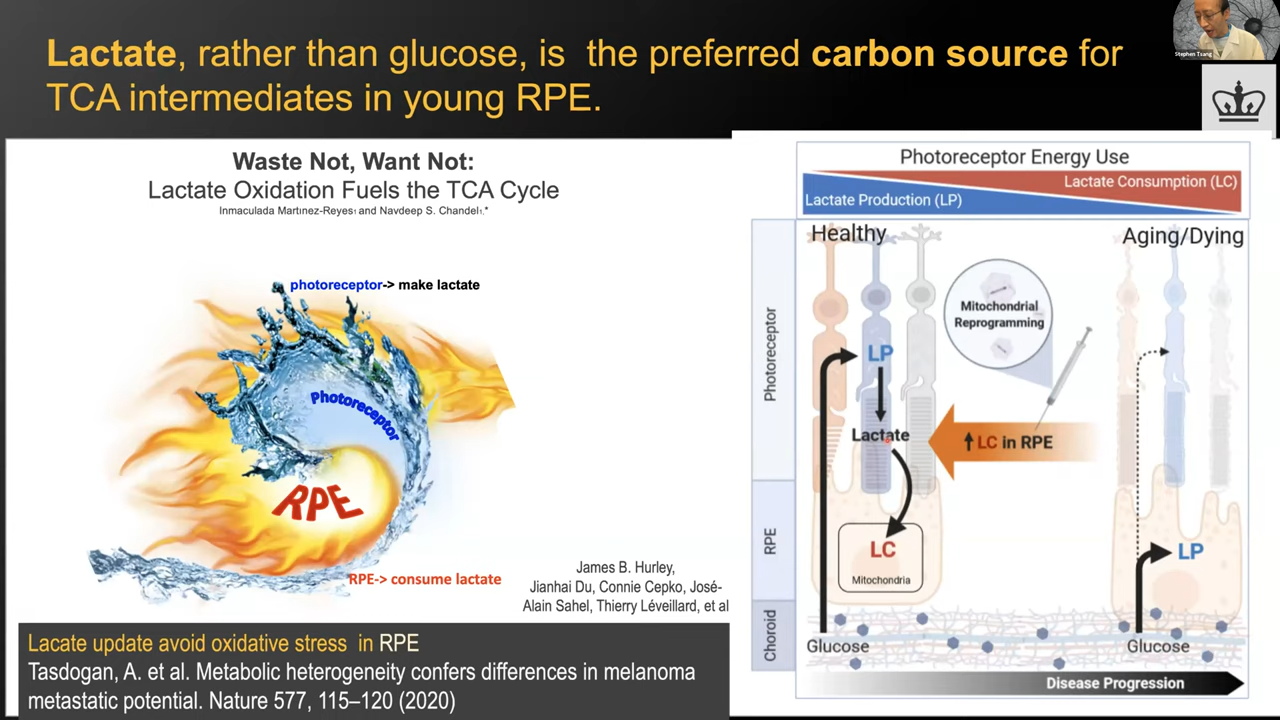 Lactate, rather than glucose, is the preferred carbon source for
TCA intermediates in young RPE.
Stephen Tsang
Waste Not, Want Not:
Lactate Oxidation Fuels the TCA Cycle
Inmaculada Martınez-Reyes1 and Navdeep S. Chandel1,*
photoreceptor-> make lactate
Photoreceptor
RPE
RPE-> consume lactate
James B. Hurley,
Jianhai Du, Connie Cepko, José-
Alain Sahel, Thierry Léveillard, et al
Lacate update avoid oxidative stress in RPE
Tasdogan, A. et al. Metabolic heterogeneity confers differences in melanoma
metastatic potential. Nature 577, 115–120 (2020)
Photoreceptor Energy Use
Lactate Consumption (LC)
Lactate Production (LP)
Healthy
Aging/Dying
Photoreceptor
Mitochondrial
Reprogramming
LP
Lactate
↑ LC in RPE
RPE
LC
Mitochondria
LP
Choroid
Glucose
Glucose
Disease Progression